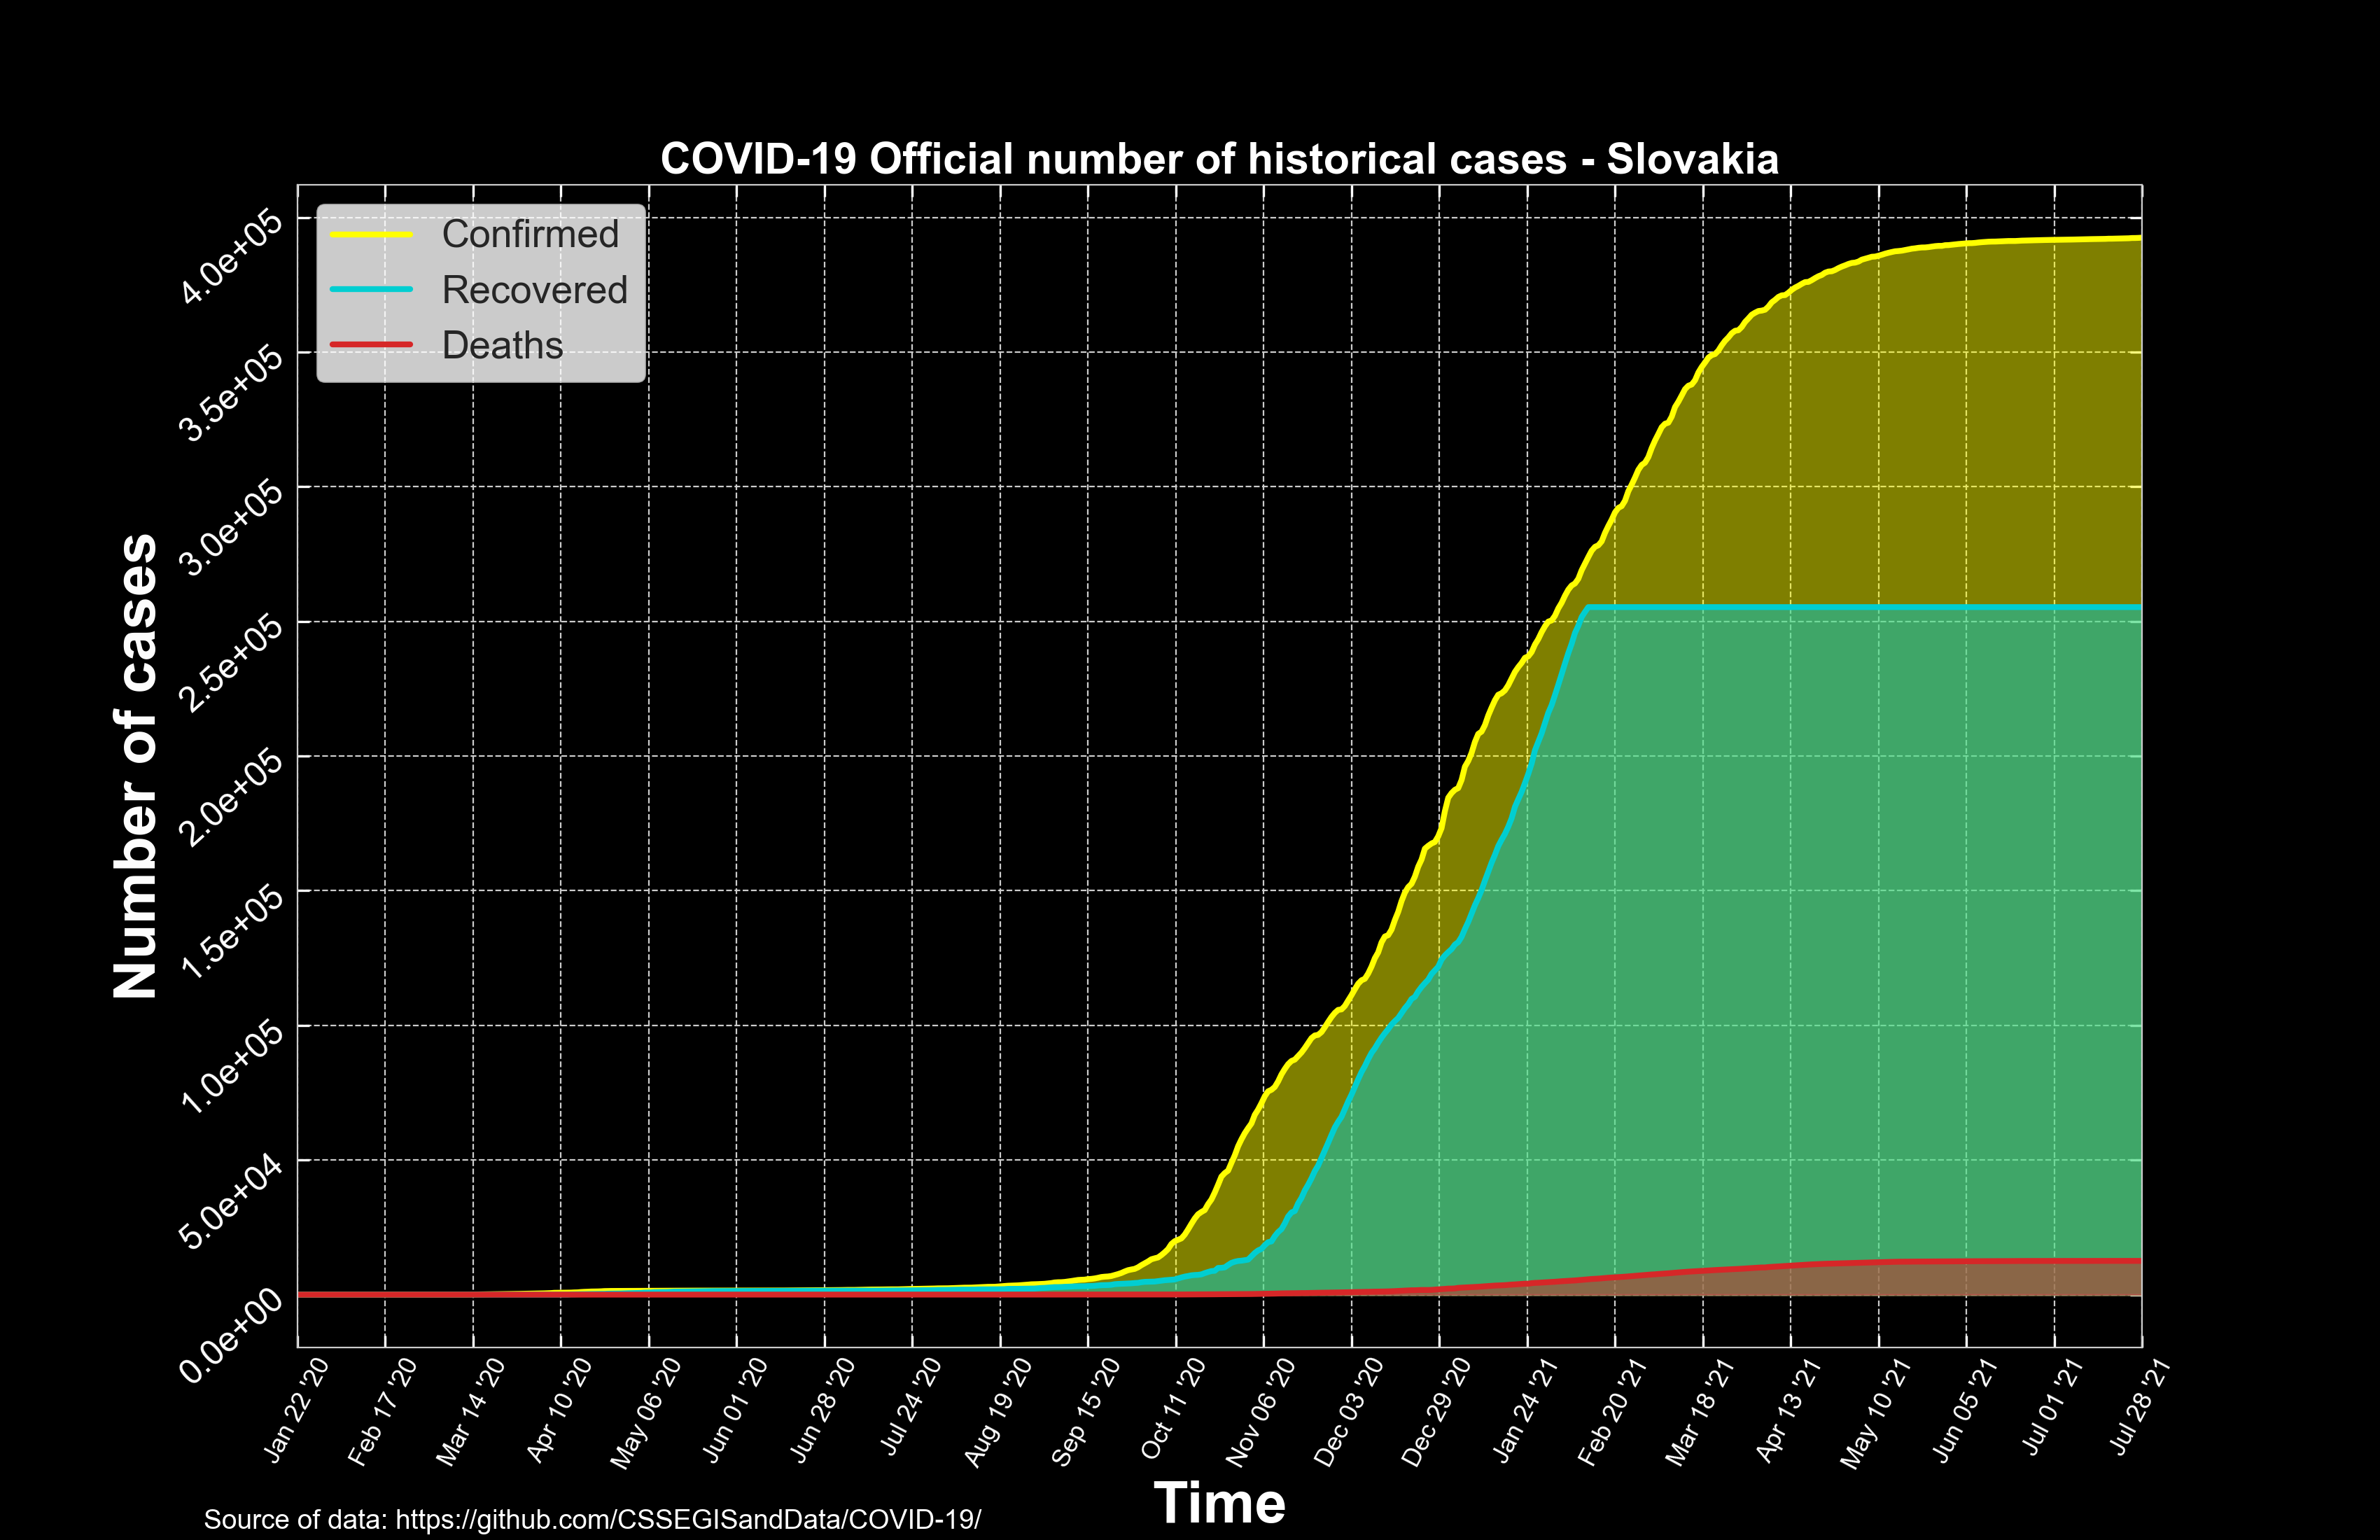 COVID-19 Official number of historical cases - Slovakia
Confirmed
Recovered
Deaths
Number of cases
4.0e+05
3.5e+05
3.0e+05
2.5e+05
2.0e+05
1.5e+05
1.0e+05
5.0e+04
0.0e+00
Jan 22 '20
Feb 17 '20
Mar 14 '20
Apr 10 '20
May 06 '20
Jun 01 '20
Jun 28 '20
Jul 24 '20
Aug 19 '20
Sep 15 '20
Oct 11 '20
Nov 06 '20
Dec 03 '20
Dec 29 '20
Jan 24 '21
Feb 20 '21
Mar 18 '21
Apr 13 '21
May 10 '21
Jun 05 '21
Jul 01 '21
Jul 28 '21
Time
Source of data: https://github.com/CSSEGISandData/COVID-19/